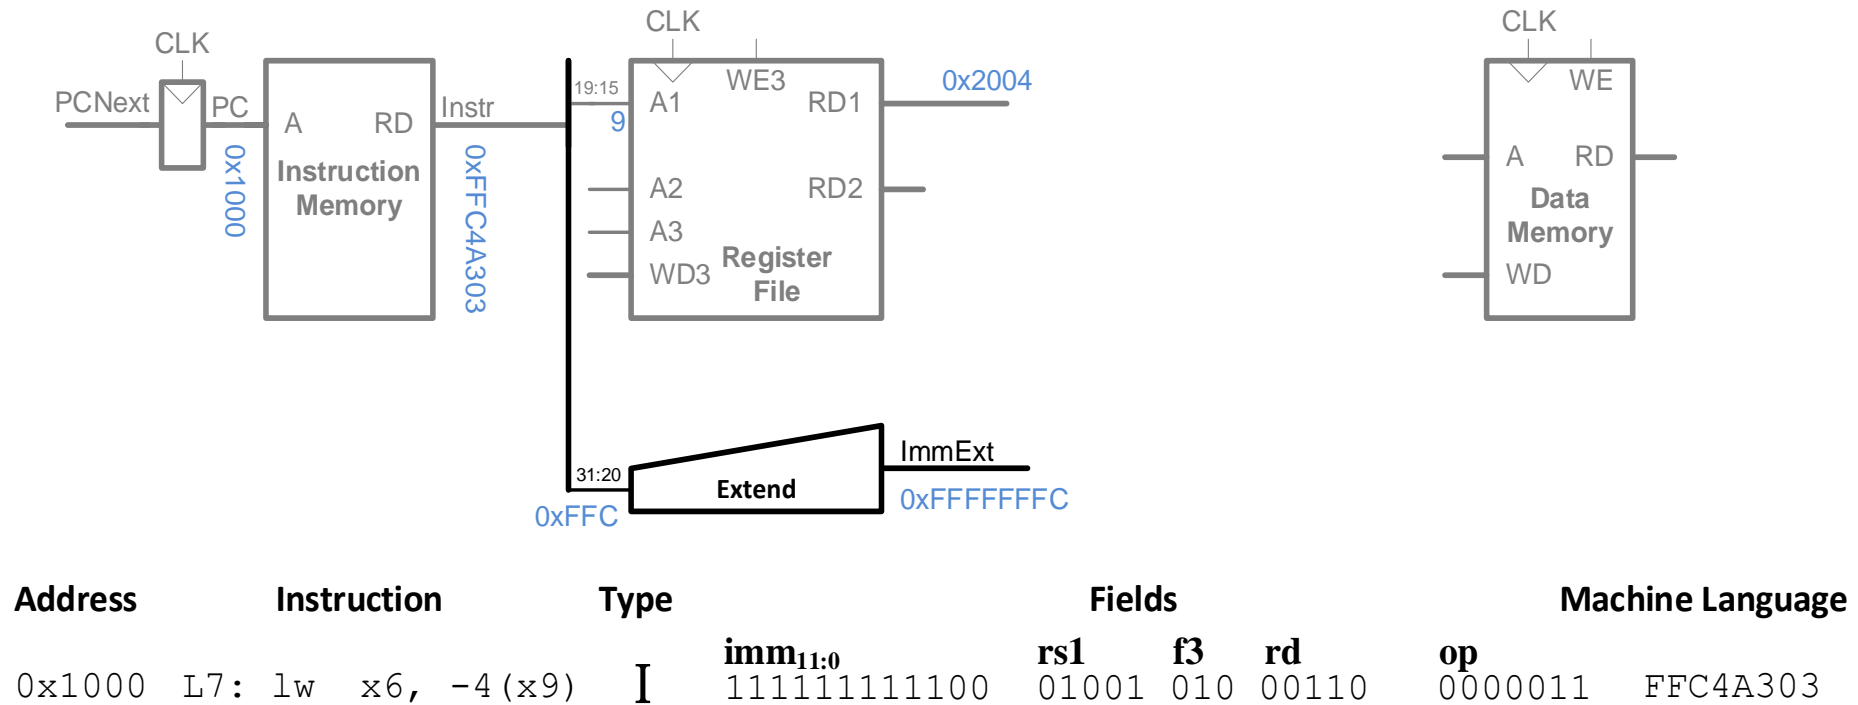 CLK
CLK
CLK
PCNext
PC
A
RD
Instr
Instruction
Memory
0x1000
0xFFC4A303
19:15
9
A1
WE3
RD1
0x2004
A2
RD2
A3
WD3
Register
File
WE
A
RD
Data
Memory
WD
31:20
0xFFC
Extend
ImmExt
0xFFFFFFFC
Address Instruction Type Fields Machine Language
imm11:0 rs1 f3 rd op
0x1000 L7: lw x6, -4(x9) I 111111111100 01001 010 00110 0000011 FFC4A303